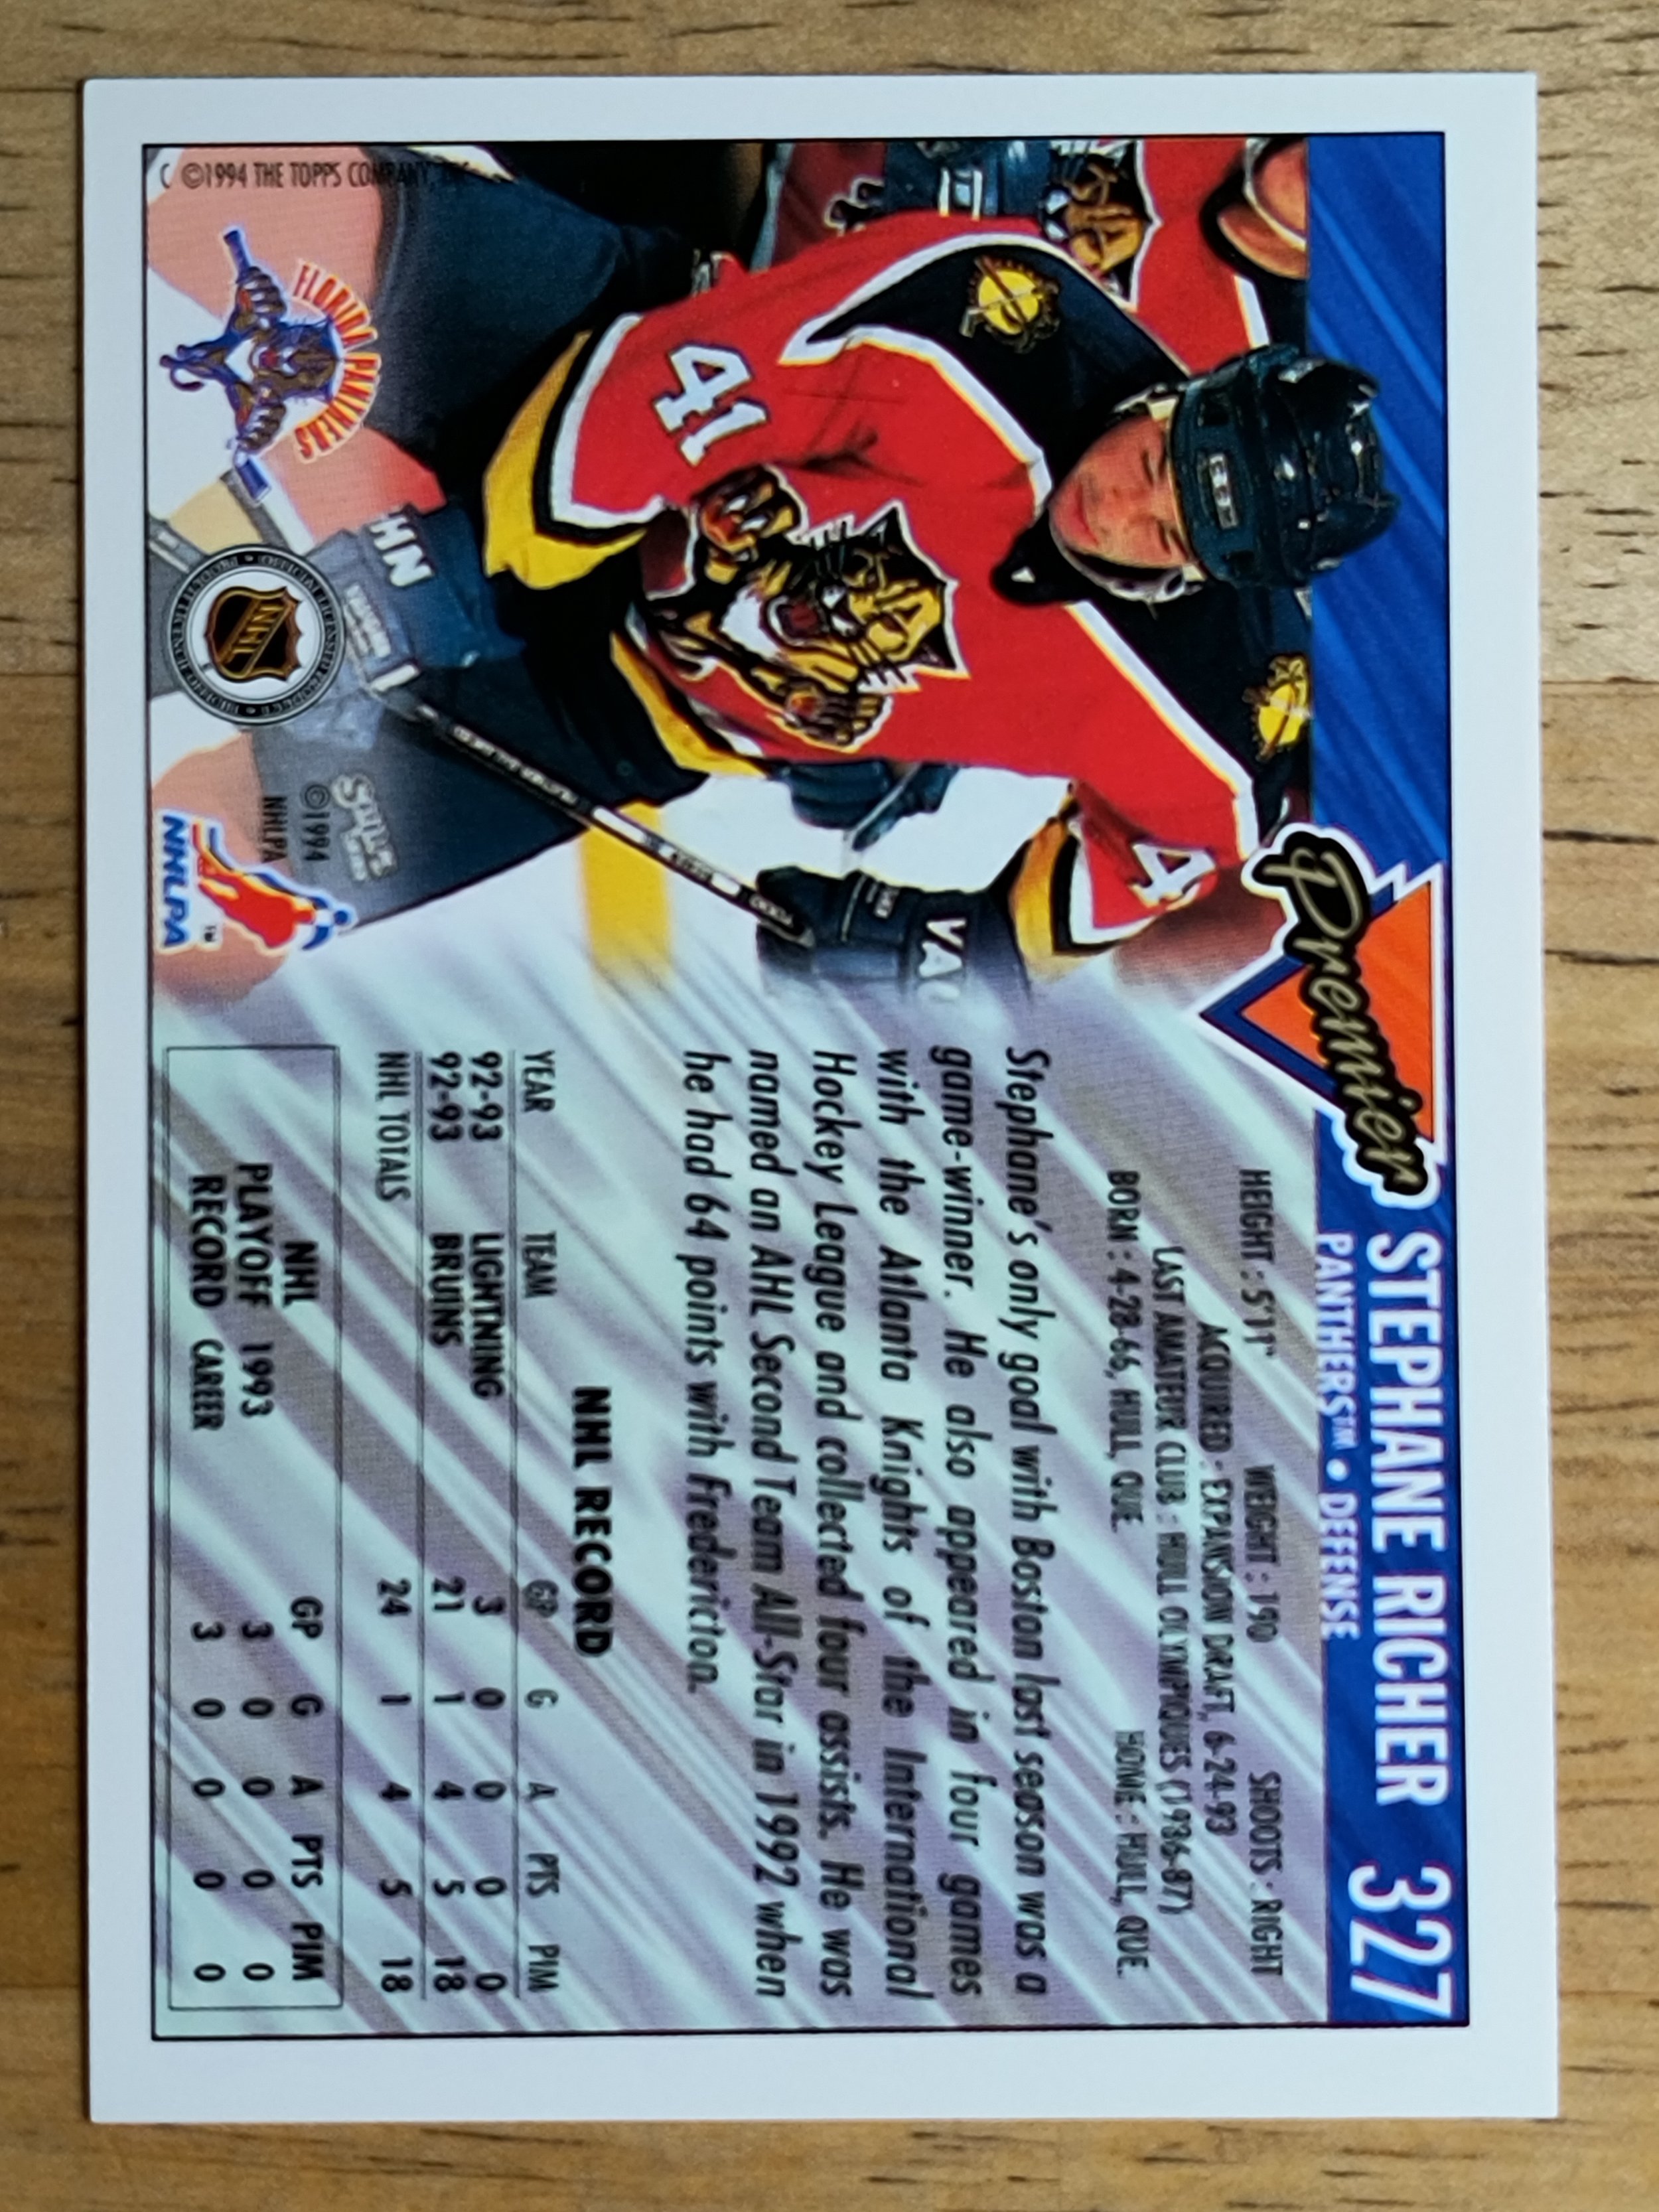 STEPHANE RICHER 327
Premier
PANTHERS™ • DEFENSE
HEIGHT : 5'11" WEIGHT : 190 SHOOTS : RIGHT
ACQUIRED : EXPANSION DRAFT, 6-24-93
LAST AMATEUR CLUB : HULL OLYMPIQUES (1986-87)
BORN : 4-28-66, HULL, QUE. HOME : HULL, QUE.
Stephane's only goal with Boston last season was a
game-winner. He also appeared in four games
with the Atlanta Knights of the International
Hockey League and collected four assists. He was
named an AHL Second Team All-Star in 1992 when
he had 64 points with Fredericton.
NHL RECORD
YEAR TEAM GP G A PTS PIM
92-93 LIGHTNING 3 0 0 0 0
92-93 BRUINS 21 1 4 5 18
NHL TOTALS 24 1 4 5 18
NHL GP G A PTS PIM
PLAYOFF 1993 3 0 0 0 0
RECORD CAREER 3 0 0 0 0
41
4
VAU
HN
FLORIDA PANTHERS
NHL
©1994
NHLPA
NHLPA
TM
C ©1994 THE TOPPS COMPANY, INC.